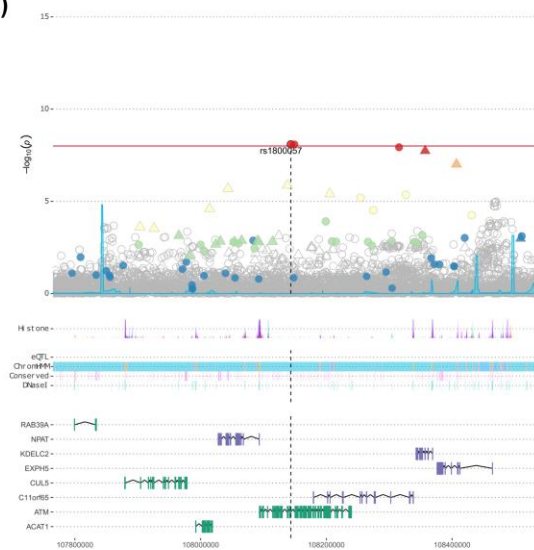 )
15
10
-log10(p)
rs1800057
5
0
Histone
eQTL
ChromHMM
Conserved
DNaseI
RAB39A
NPAT
KDELC2
EXPH5
CUL5
C11orf65
ATM
ACAT1
107800000 108000000 108200000 108400000